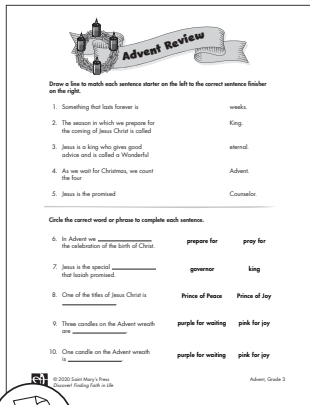 Advent Review
Draw a line to match each sentence starter on the left to the correct sentence finisher
on the right.
1. Something that lasts forever is weeks.
2. The season in which we prepare for King.
the coming of Jesus Christ is called
3. Jesus is a king who gives good eternal.
advice and is called a Wonderful
4. As we wait for Christmas, we count Advent.
the four
5. Jesus is the promised Counselor.
Circle the correct word or phrase to complete each sentence.
6. In Advent we ____________ prepare for pray for
the celebration of the birth of Christ.
7. Jesus is the special ____________ governor king
that Isaiah promised.
8. One of the titles of Jesus Christ is Prince of Peace Prince of Joy
____________.
9. Three candles on the Advent wreath purple for waiting pink for joy
are ____________.
10. One candle on the Advent wreath purple for waiting pink for joy
is ____________.
© 2020 Saint Mary's Press Advent, Grade 3
Discover! Finding Faith in Life